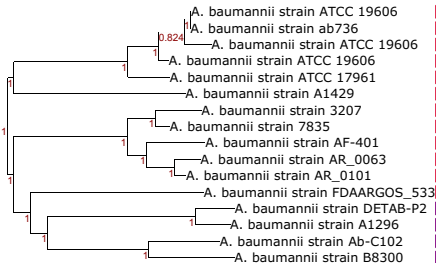 A. baumannii strain ATCC 19606
A. baumannii strain ab736
0.824
A. baumannii strain ATCC 19606
1
A. baumannii strain ATCC 19606
1
A. baumannii strain ATCC 17961
1
A. baumannii strain A1429
1
A. baumannii strain 3207
1
A. baumannii strain 7835
1
A. baumannii strain AF-401
1
A. baumannii strain AR_0063
1
A. baumannii strain AR_0101
1
A. baumannii strain FDAARGOS_533
1
A. baumannii strain DETAB-P2
1
A. baumannii strain A1296
1
A. baumannii strain Ab-C102
1
A. baumannii strain B8300
1